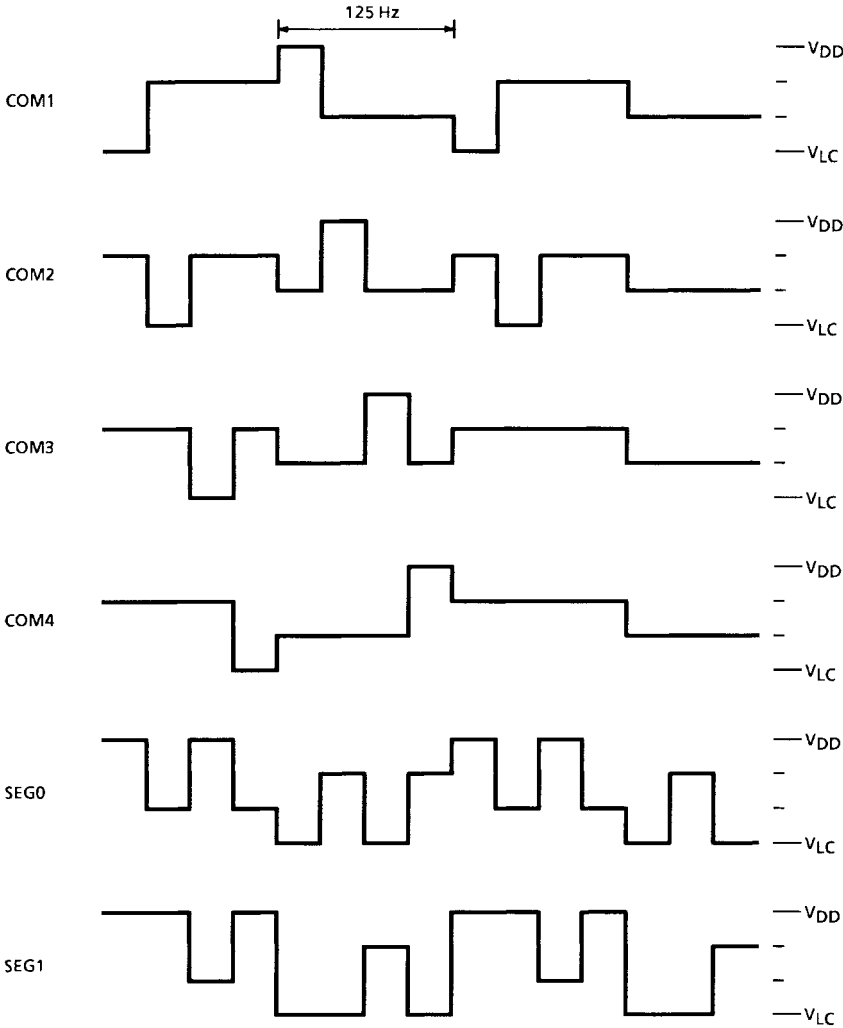 125 Hz
VDD
COM1
VLC
VDD
COM2
VLC
VDD
COM3
VLC
VDD
COM4
VLC
VDD
SEG0
VLC
VDD
SEG1
VLC